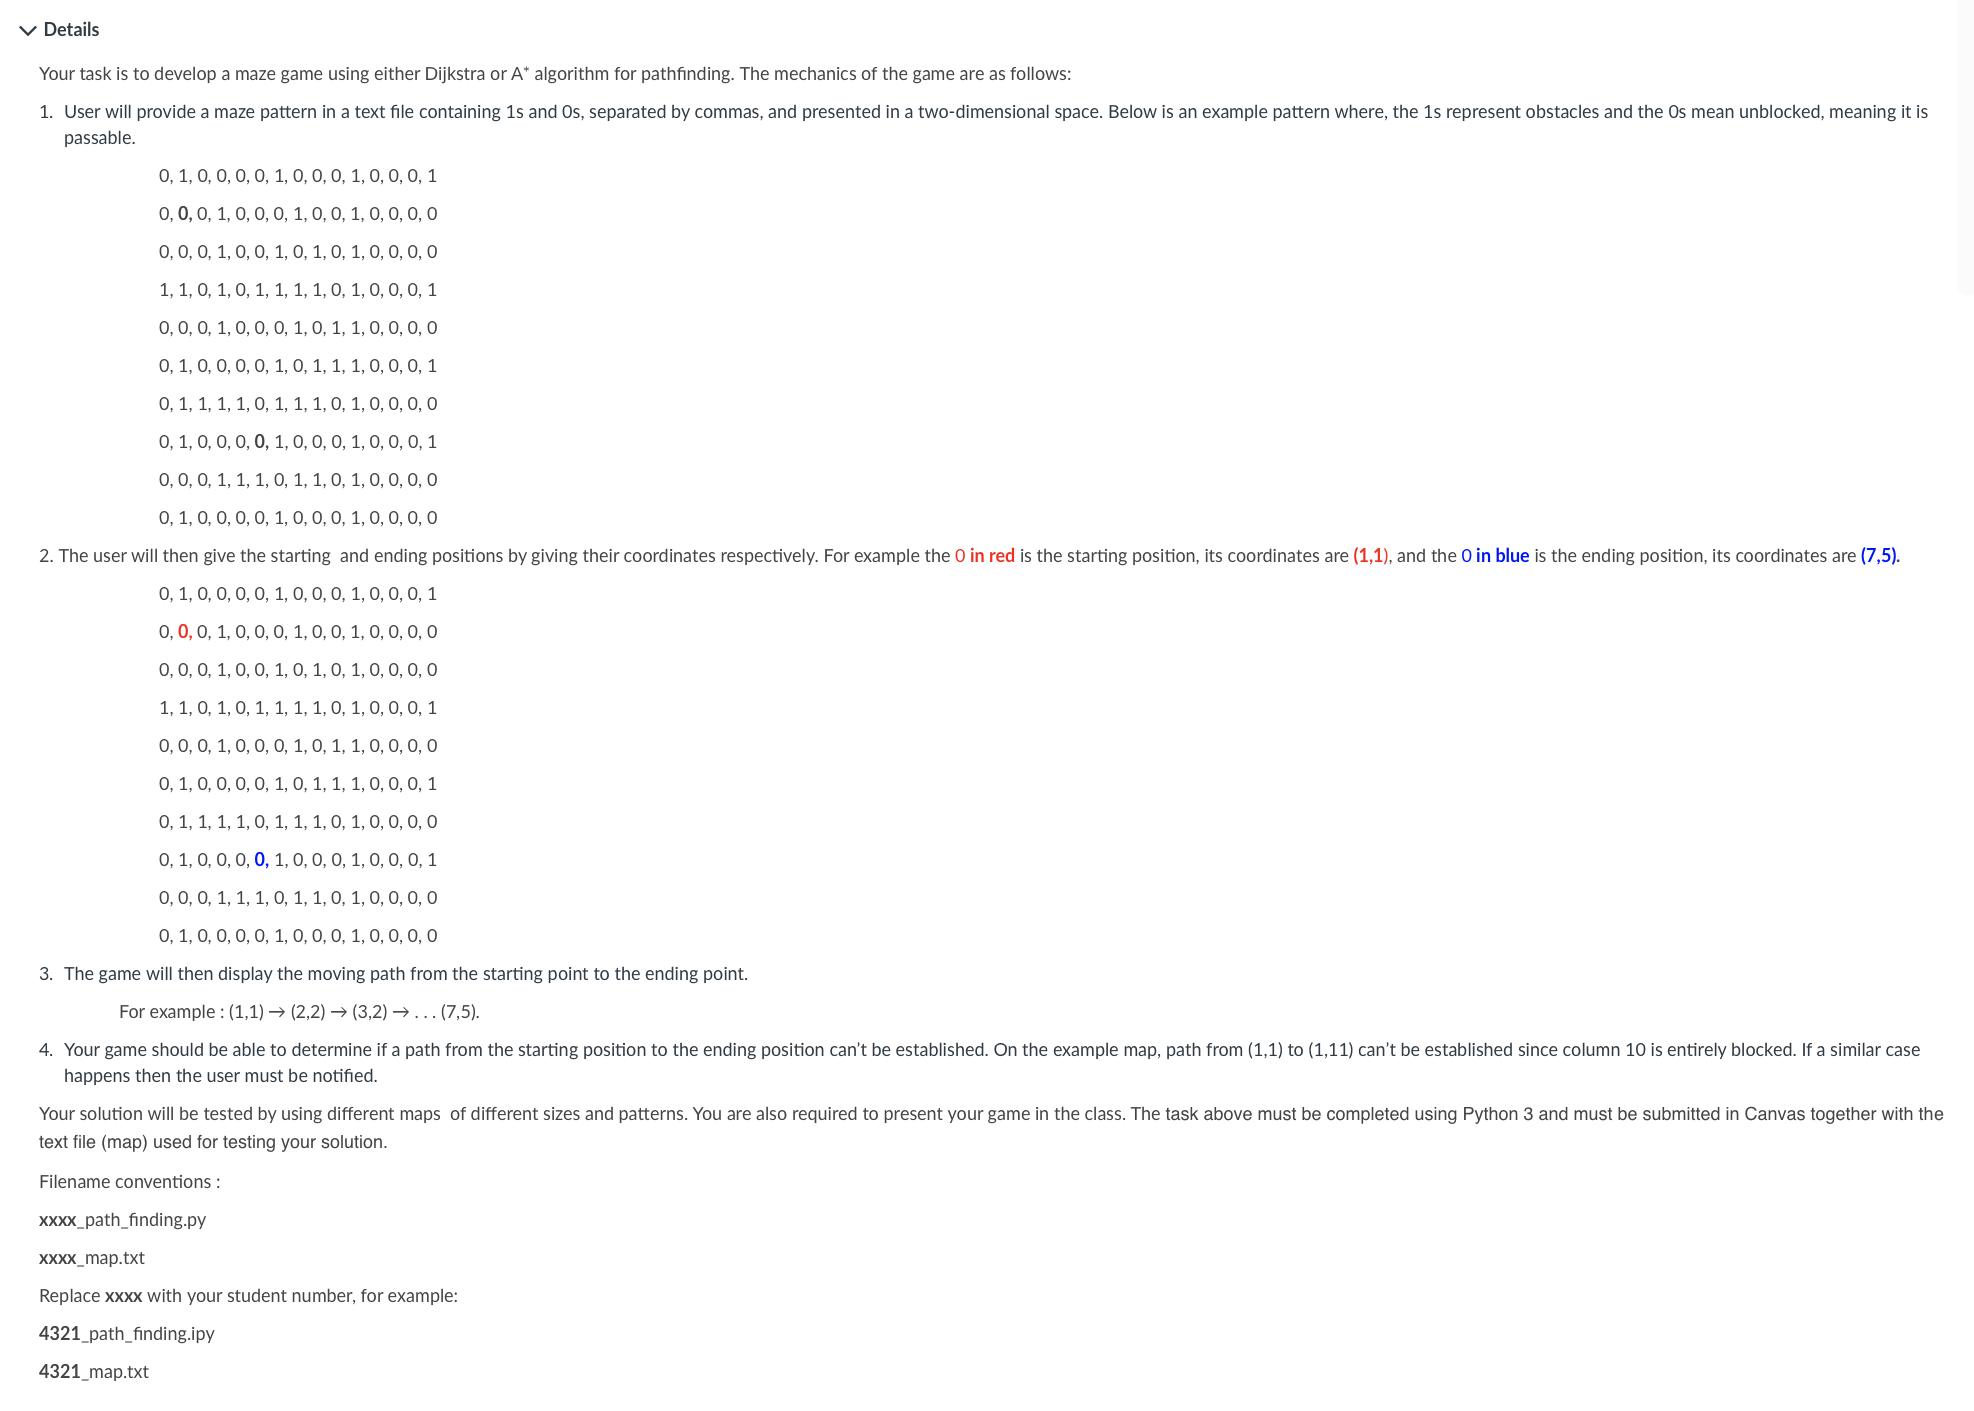 Details
Your task is to develop a maze game using either Dijkstra or A* algorithm for pathfinding. The mechanics of the game are as follows:
1. User will provide a maze pattern in a text file containing 1s and 0s, separated by commas, and presented in a two-dimensional space. Below is an example pattern where, the 1s represent obstacles and the 0s mean unblocked, meaning it is
passable.
0, 1, 0, 0, 0, 0, 1, 0, 0, 0, 1, 0, 0, 0, 1
0, 0, 0, 1, 0, 0, 0, 1, 0, 0, 1, 0, 0, 0, 0
0, 0, 0, 1, 0, 0, 1, 0, 1, 0, 1, 0, 0, 0, 0
1, 1, 0, 1, 0, 1, 1, 1, 1, 0, 1, 0, 0, 0, 1
0, 0, 0, 1, 0, 0, 0, 1, 0, 1, 1, 0, 0, 0, 0
0, 1, 0, 0, 0, 0, 1, 0, 1, 1, 1, 0, 0, 0, 1
0, 1, 1, 1, 1, 0, 1, 1, 1, 0, 1, 0, 0, 0, 0
0, 1, 0, 0, 0, 0, 1, 0, 0, 0, 1, 0, 0, 0, 1
0, 0, 0, 1, 1, 1, 0, 1, 1, 0, 1, 0, 0, 0, 0
0, 1, 0, 0, 0, 0, 1, 0, 0, 0, 1, 0, 0, 0, 0
2. The user will then give the starting  and ending positions by giving their coordinates respectively. For example the 0 in red is the starting position, its coordinates are (1,1), and the 0 in blue is the ending position, its coordinates are (7,5).
0, 1, 0, 0, 0, 0, 1, 0, 0, 0, 1, 0, 0, 0, 1
0, 0, 0, 1, 0, 0, 0, 1, 0, 0, 1, 0, 0, 0, 0
0, 0, 0, 1, 0, 0, 1, 0, 1, 0, 1, 0, 0, 0, 0
1, 1, 0, 1, 0, 1, 1, 1, 1, 0, 1, 0, 0, 0, 1
0, 0, 0, 1, 0, 0, 0, 1, 0, 1, 1, 0, 0, 0, 0
0, 1, 0, 0, 0, 0, 1, 0, 1, 1, 1, 0, 0, 0, 1
0, 1, 1, 1, 1, 0, 1, 1, 1, 0, 1, 0, 0, 0, 0
0, 1, 0, 0, 0, 0, 1, 0, 0, 0, 1, 0, 0, 0, 1
0, 0, 0, 1, 1, 1, 0, 1, 1, 0, 1, 0, 0, 0, 0
0, 1, 0, 0, 0, 0, 1, 0, 0, 0, 1, 0, 0, 0, 0
3. The game will then display the moving path from the starting point to the ending point.
For example : (1,1) → (2,2) → (3,2) → . . . (7,5).
4. Your game should be able to determine if a path from the starting position to the ending position can't be established. On the example map, path from (1,1) to (1,11) can't be established since column 10 is entirely blocked. If a similar case
happens then the user must be notified.
Your solution will be tested by using different maps  of different sizes and patterns. You are also required to present your game in the class. The task above must be completed using Python 3 and must be submitted in Canvas together with the
text file (map) used for testing your solution.
Filename conventions :
xxxx_path_finding.py
xxxx_map.txt
Replace xxxx with your student number, for example:
4321_path_finding.ipy
4321_map.txt